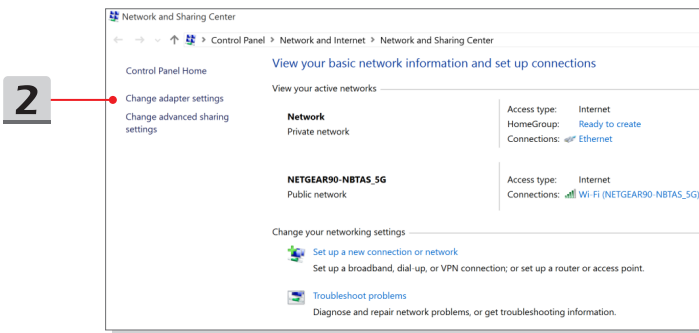 Network and Sharing Center
Control Panel > Network and Internet > Network and Sharing Center
2
Control Panel Home
Change adapter settings
Change advanced sharing
settings
View your basic network information and set up connections
View your active networks
Network
Private network
Access type: Internet
HomeGroup: Ready to create
Connections: Ethernet
NETGEAR90-NBTAS_5G
Public network
Access type: Internet
Connections: Wi-Fi (NETGEAR90-NBTAS_5G)
Change your networking settings
Set up a new connection or network
Set up a broadband, dial-up, or VPN connection; or set up a router or access point.
Troubleshoot problems
Diagnose and repair network problems, or get troubleshooting information.